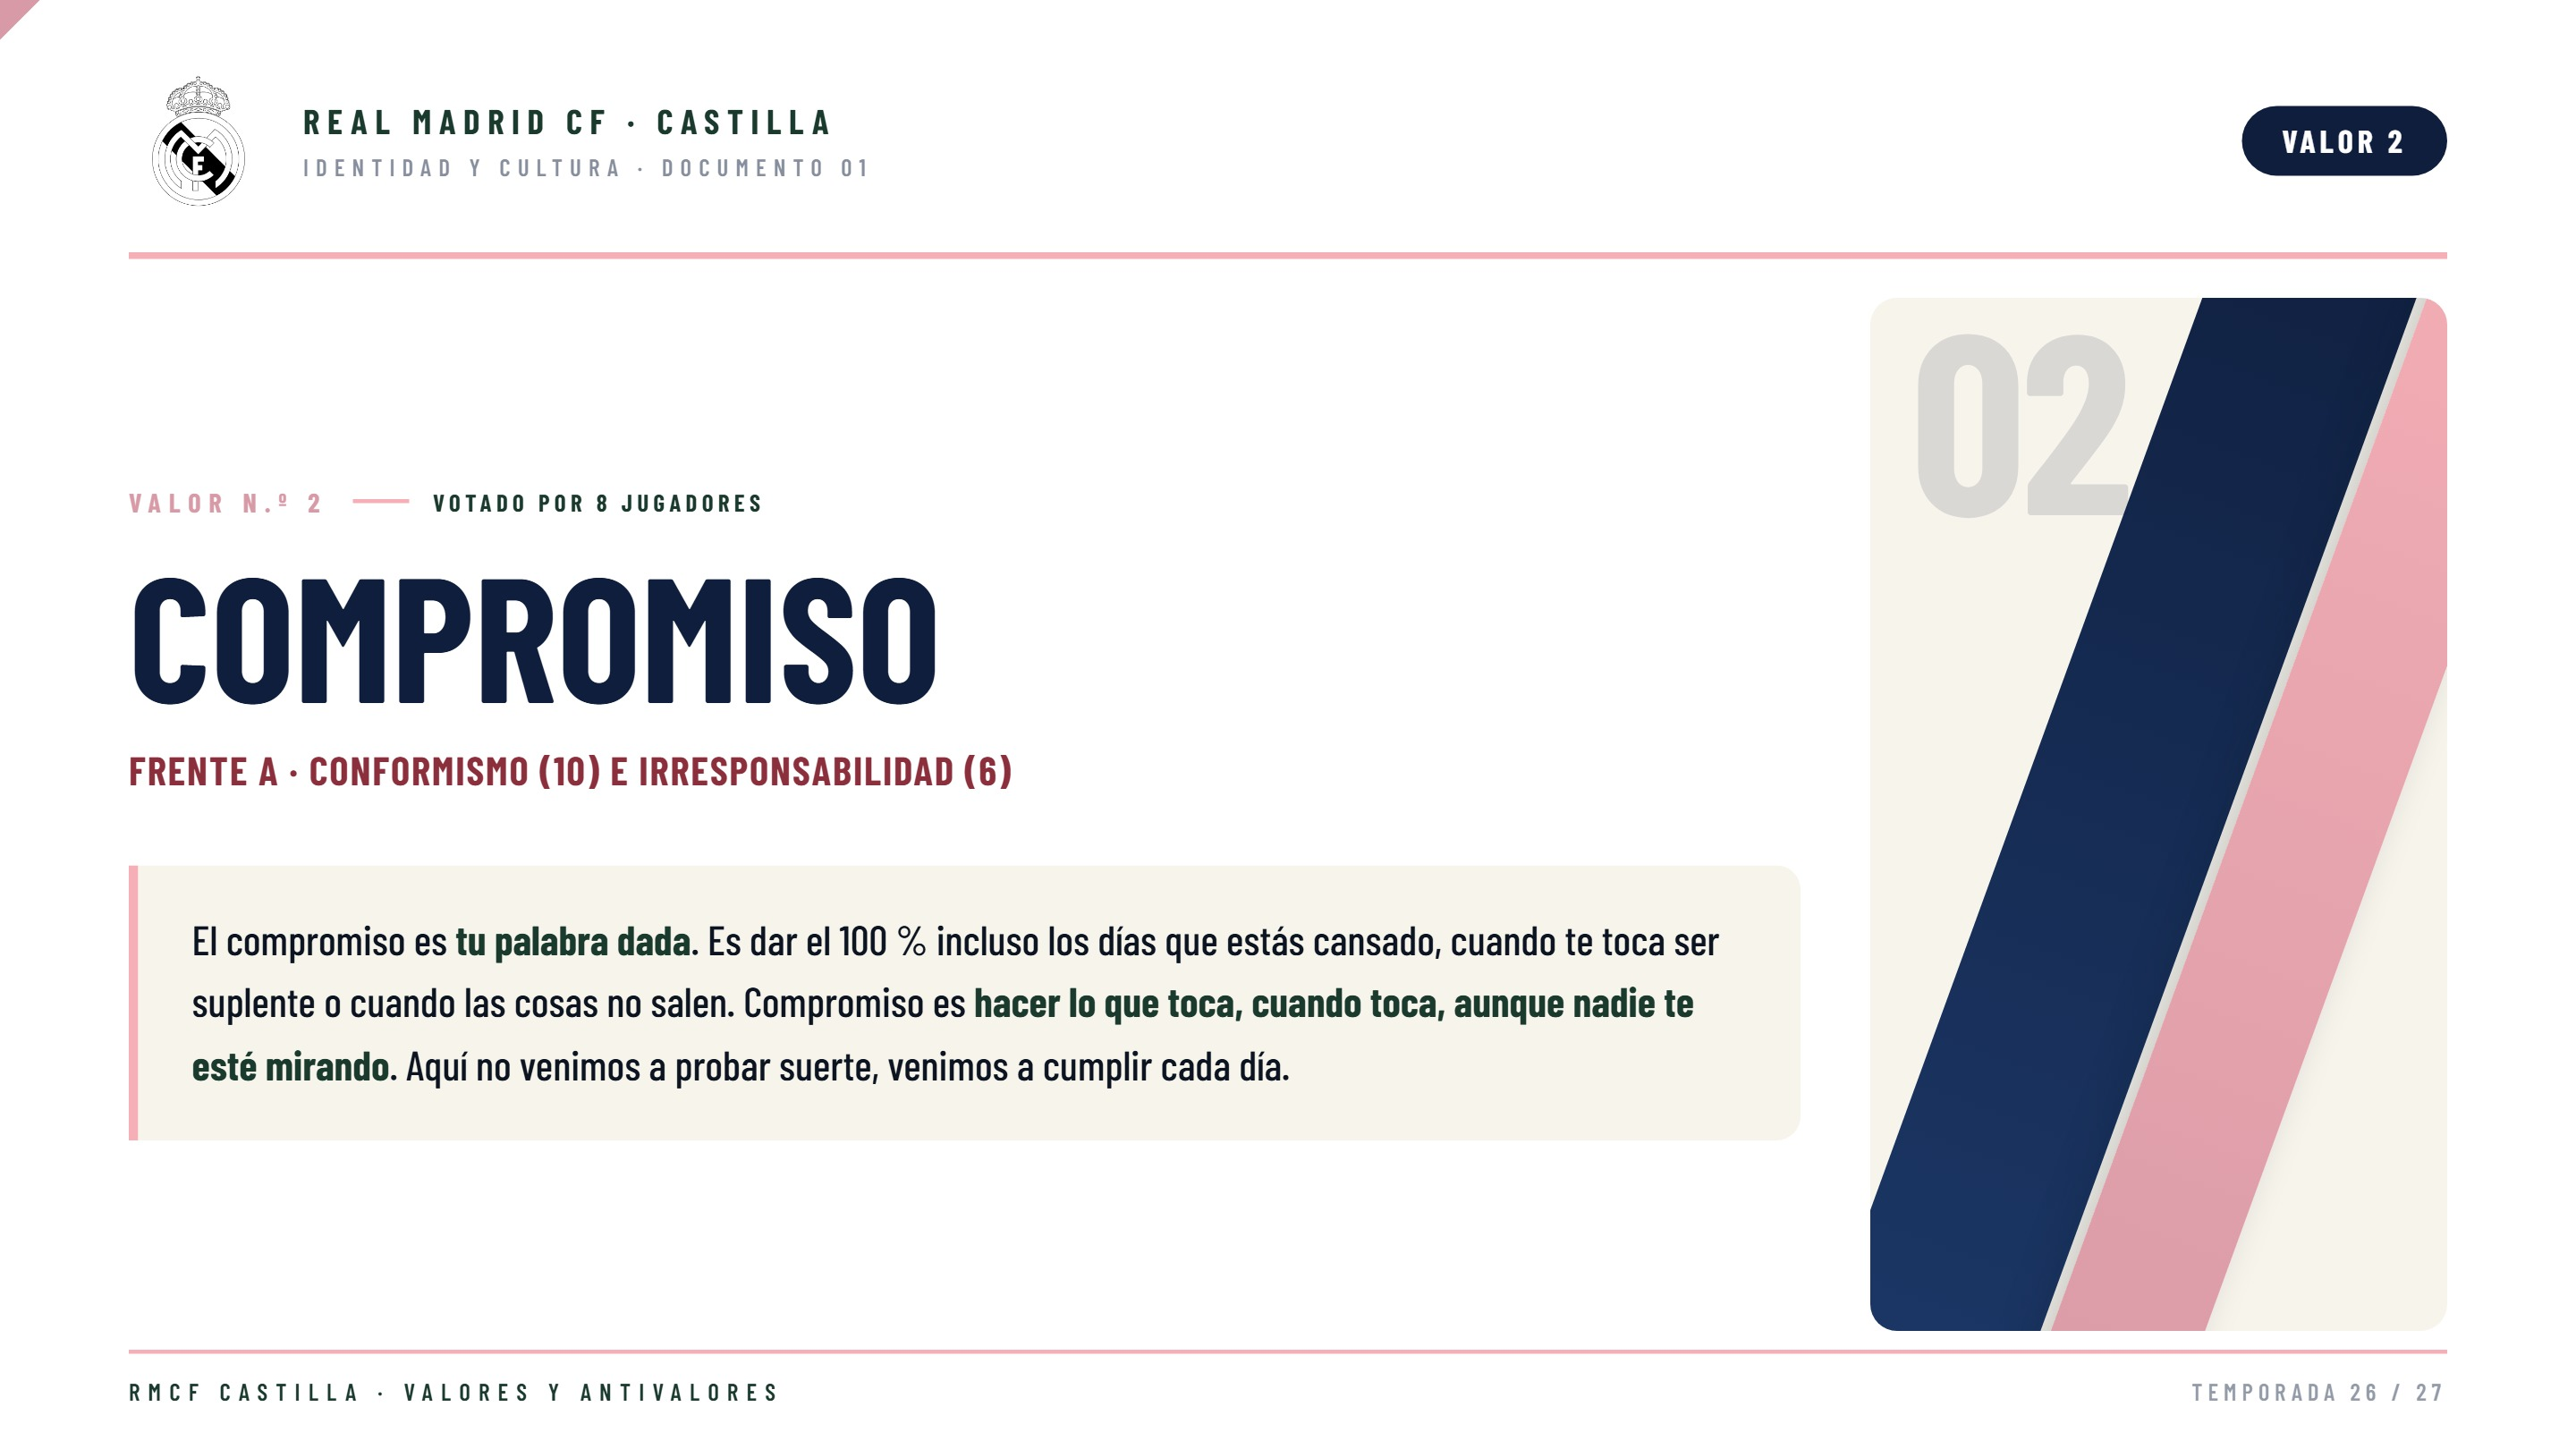 REAL MADRID CF · CASTILLA
IDENTIDAD Y CULTURA · DOCUMENTO 01
VALOR 2
02
VALOR N.º 2
VOTADO POR 8 JUGADORES
COMPROMISO
FRENTE A · CONFORMISMO (10) E IRRESPONSABILIDAD (6)
El compromiso es tu palabra dada. Es dar el 100 % incluso los días que estás cansado, cuando te toca ser
suplente o cuando las cosas no salen. Compromiso es hacer lo que toca, cuando toca, aunque nadie te
esté mirando. Aquí no venimos a probar suerte, venimos a cumplir cada día.
RMCF CASTILLA · VALORES Y ANTIVALORES
TEMPORADA 26 / 27